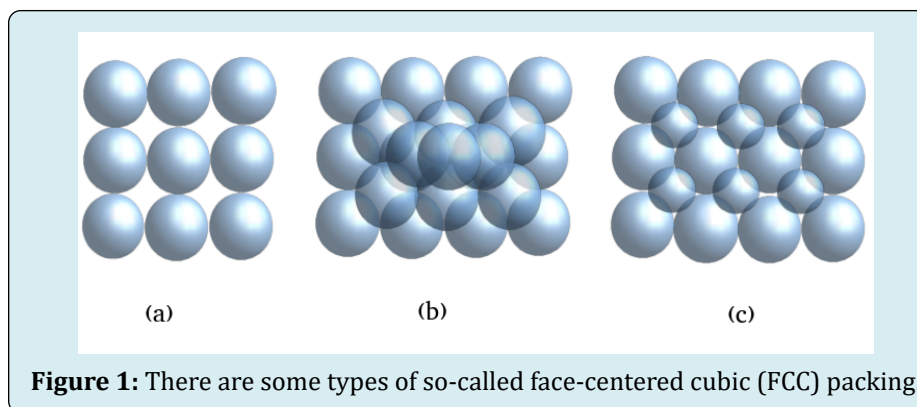 (a) (b) (c)
Figure 1: There are some types of so-called face-centered cubic (FCC) packing